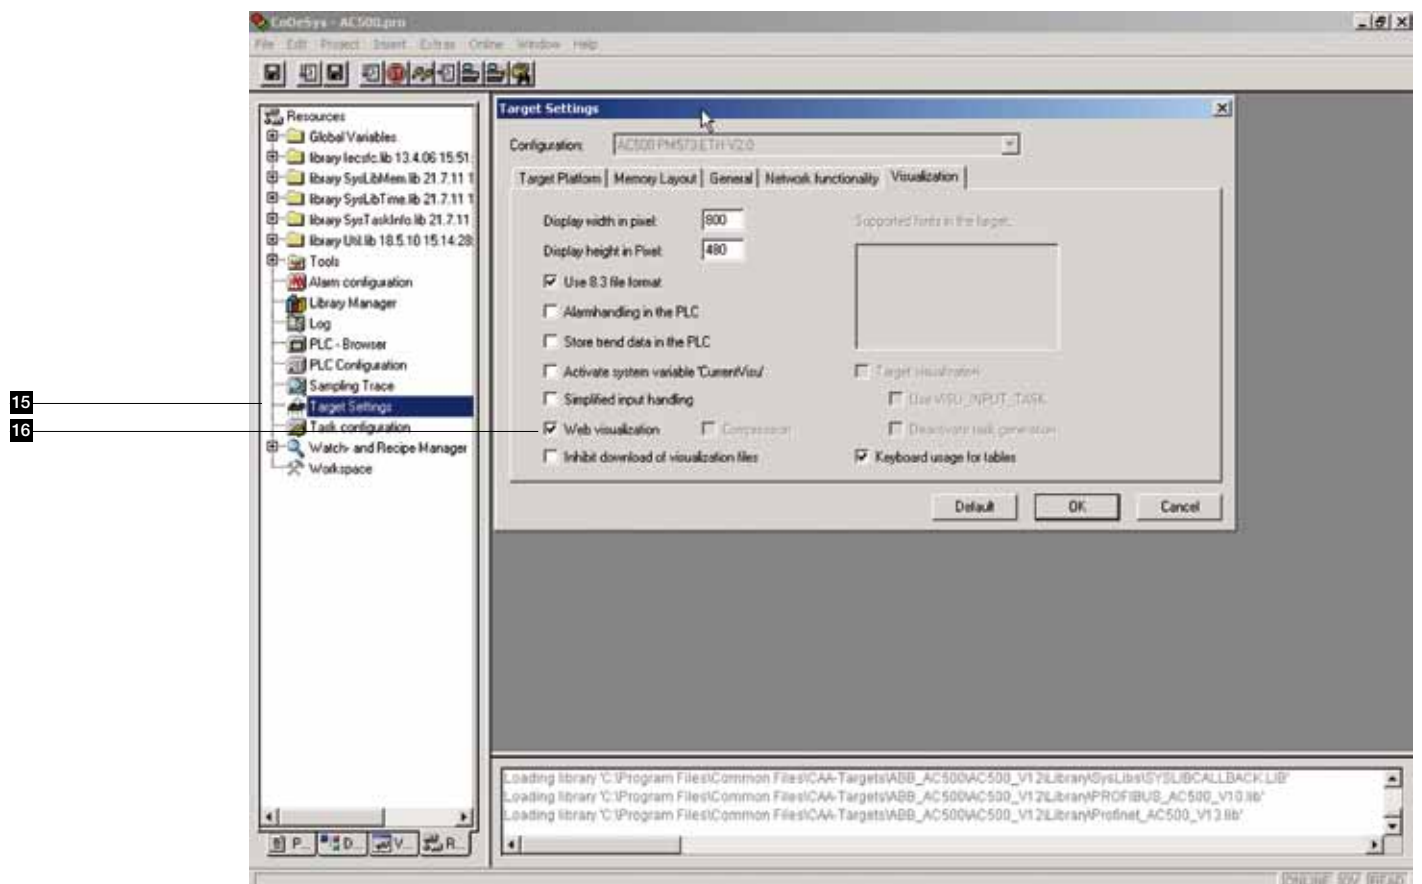 CoDeSys - AC500.pro
File Edit Project Insert Extras Online Window Help
Resources
Global Variables
library Iecsfc.lib 13.4.06 15:51:
library SysLibMem.lib 21.7.11 1
library SysLibTime.lib 21.7.11 1
library SysTaskInfo.lib 21.7.11
library Util.lib 18.5.10 15:14:28:
Tools
Alarm configuration
Library Manager
Log
PLC - Browser
PLC Configuration
Sampling Trace
15
Target Settings
16
Task configuration
Watch- and Recipe Manager
Workspace
P...
D...
V...
R...
Target Settings
Configuration:
AC500 PM573 ETH V2.0
Target Platform
Memory Layout
General
Network functionality
Visualization
Display width in pixel:
800
Display height in Pixel:
480
Use 8.3 file format
Alarmhandling in the PLC
Store trend data in the PLC
Activate system variable 'CurrentVisu'
Simplified input handling
Web visualization
Compression
Inhibit download of visualization files
Supported fonts in the target:
Target visualization
Use VISU_INPUT_TASK
Deactivate task generation
Keyboard usage for tables
Default
OK
Cancel
Loading library 'C:\Program Files\Common Files\CAA-Targets\ABB_AC500\AC500_V12\Library\SysLibs\SYSLIBCALLBACK.LIB'
Loading library 'C:\Program Files\Common Files\CAA-Targets\ABB_AC500\AC500_V12\Library\PROFIBUS_AC500_V10.lib'
Loading library 'C:\Program Files\Common Files\CAA-Targets\ABB_AC500\AC500_V12\Library\Profinet_AC500_V13.lib'
ONLINE OV READ